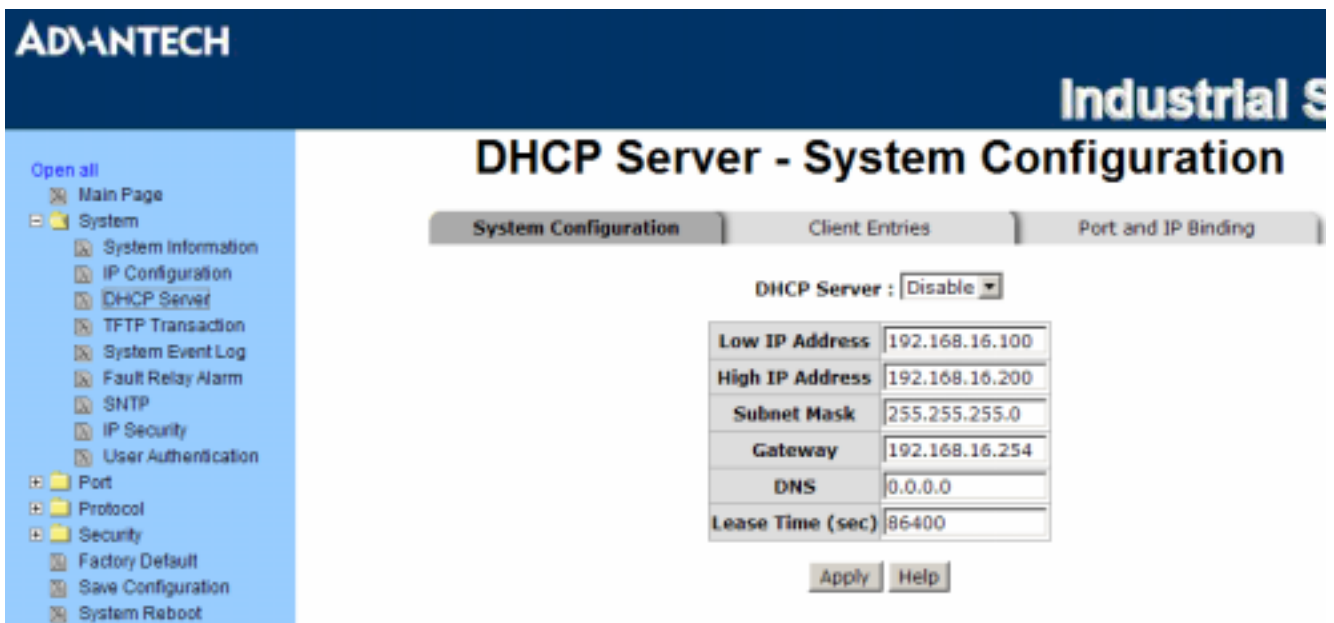 ADVANTECH
Industrial
DHCP Server - System Configuration
Open all
Main Page
System
System Information
IP Configuration
DHCP Server
TFTP Transaction
System Event Log
Fault Relay Alarm
SNTP
IP Security
User Authentication
Port
Protocol
Security
Factory Default
Save Configuration
System Reboot
System Configuration
Client Entries
Port and IP Binding
DHCP Server : Disable
Low IP Address 192.168.16.100
High IP Address 192.168.16.200
Subnet Mask 255.255.255.0
Gateway 192.168.16.254
DNS 0.0.0.0
Lease Time (sec) 86400
Apply Help